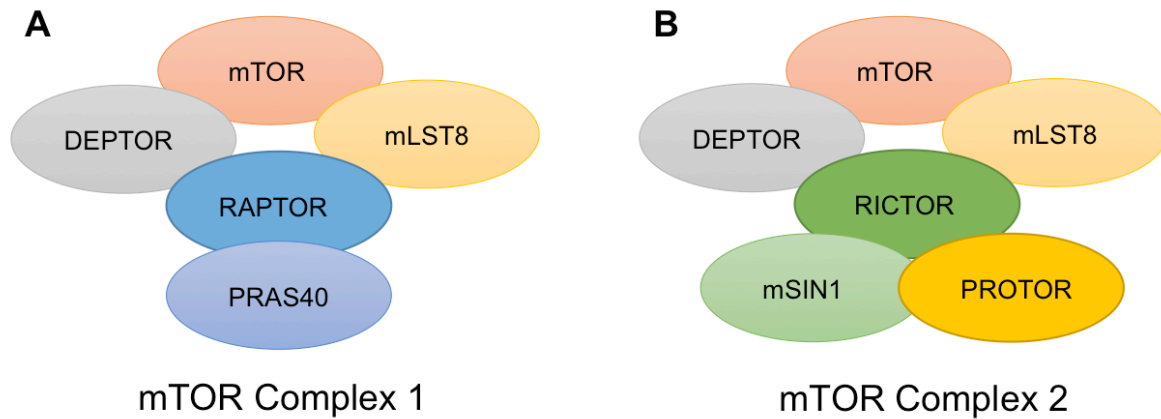 A
mTOR
DEPTOR
mLST8
RAPTOR
PRAS40
mTOR Complex 1
B
mTOR
DEPTOR
mLST8
RICTOR
mSIN1
PROTOR
mTOR Complex 2